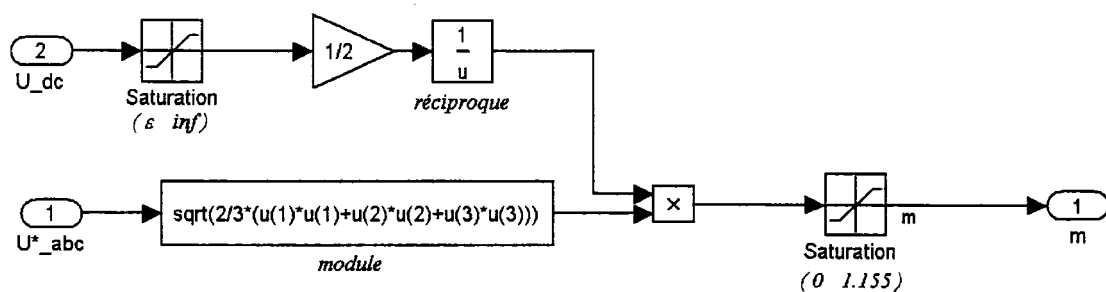 2
U_dc
Saturation
( ε inf)
1/2
1
u
réciproque
1
U*_abc
sqrt(2/3*(u(1)*u(1)+u(2)*u(2)+u(3)*u(3)))
module
×
Saturation
(0 1.155)
m
1
m